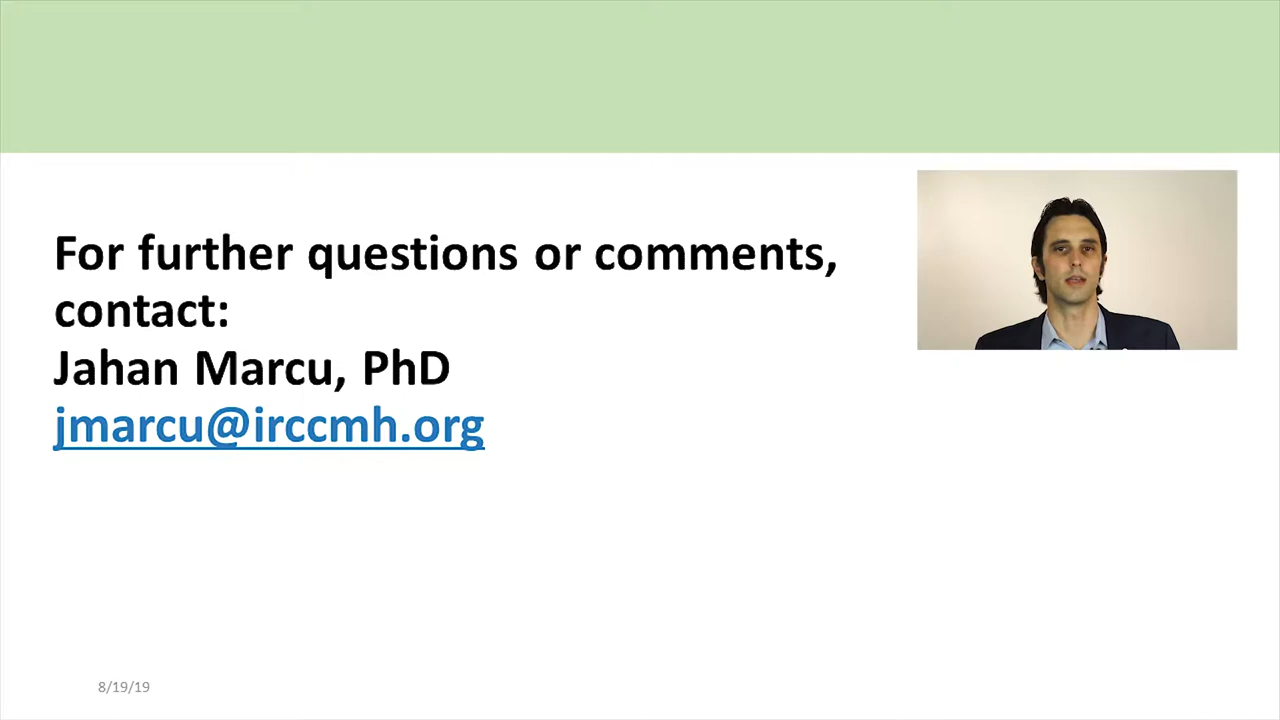 For further questions or comments,
contact:
Jahan Marcu, PhD
jmarcu@irccmh.org
8/19/19